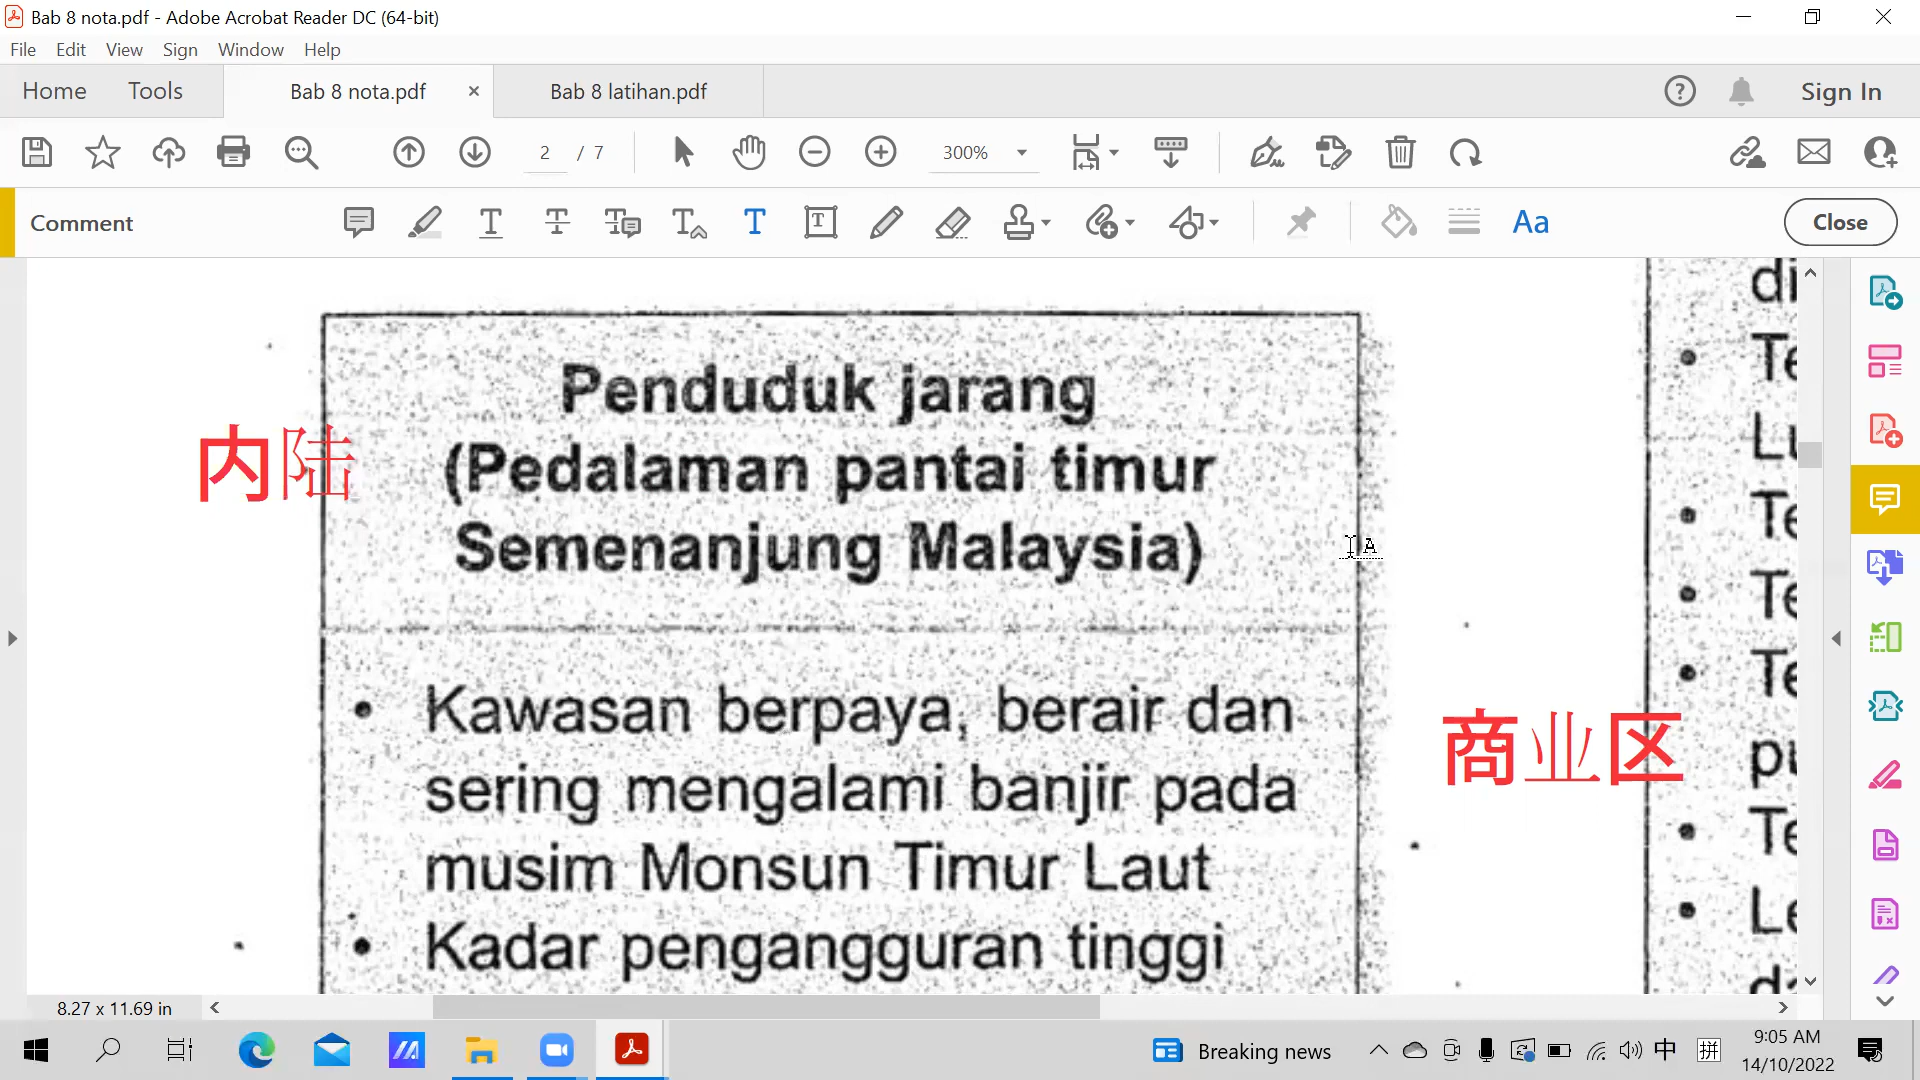 Bab 8 nota.pdf - Adobe Acrobat Reader DC (64-bit)
File Edit View Sign Window Help
Home Tools Bab 8 nota.pdf × Bab 8 latihan.pdf Sign In
2 / 7 300%
Comment Close
Penduduk jarang
(Pedalaman pantai timur
Semenanjung Malaysia)
内陆
• Kawasan berpaya, berair dan
sering mengalami banjir pada
musim Monsun Timur Laut
• Kadar pengangguran tinggi
商业区
8.27 x 11.69 in
Breaking news 中 拼 9:05 AM
14/10/2022